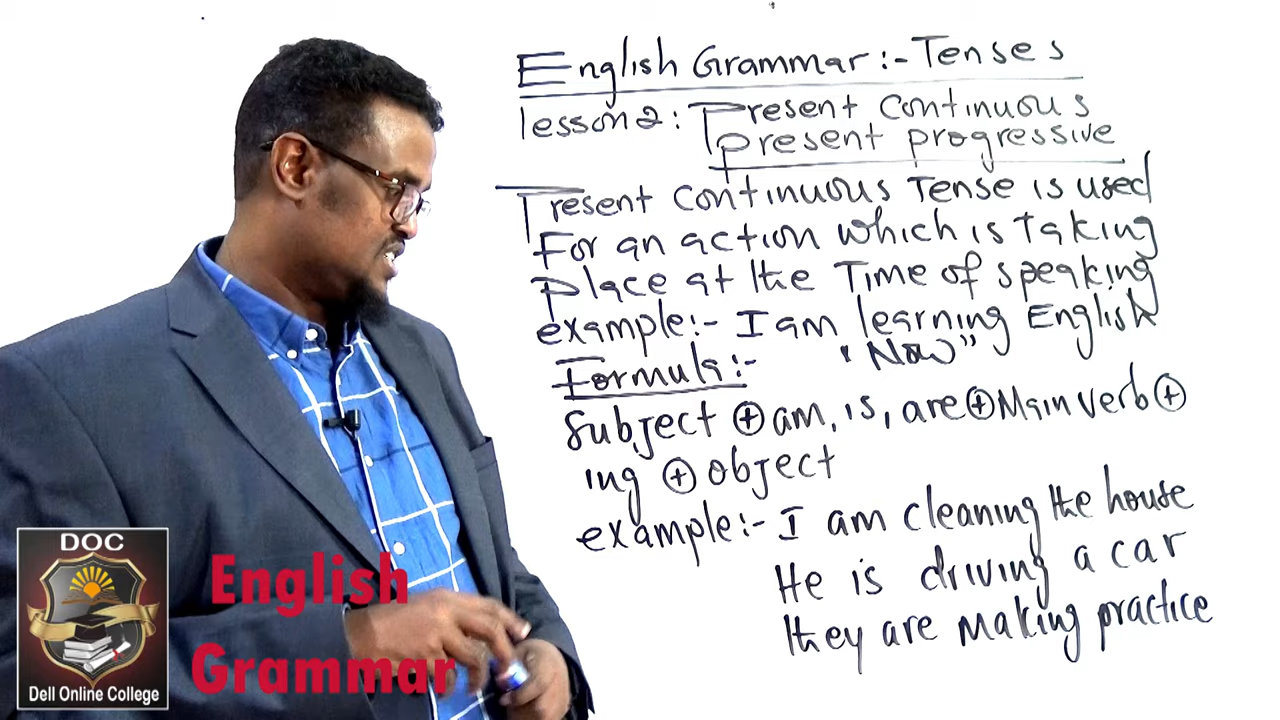 English Grammar :- Tenses
lesson 2: Present Continuous
present progressive
Present Continuous Tense is used
For an action which is Taking
Place at the Time of speaking
example:- I am learning English
"Now"
Formula:-
Subject ⊕ am, is, are ⊕ Main verb ⊕
ing ⊕ object
example:- I am cleaning the house
He is driving a car
they are making practice
DOC
Dell Online College
English
Grammar